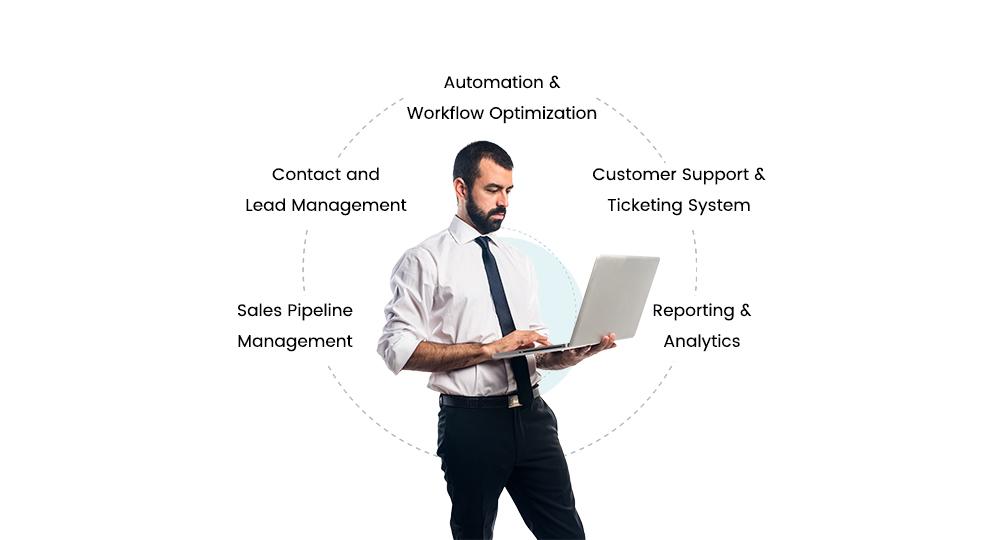 Automation &
Workflow Optimization
Contact and
Lead Management
Customer Support &
Ticketing System
Sales Pipeline
Management
Reporting &
Analytics